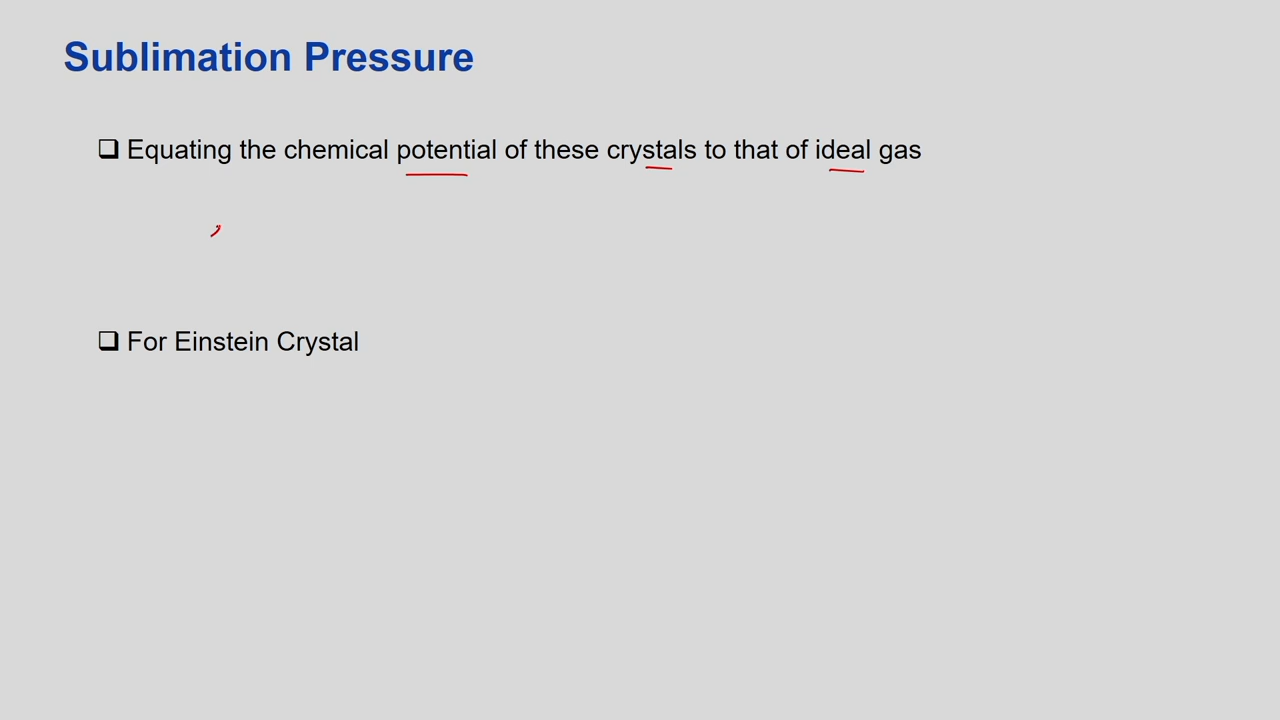 Sublimation Pressure
Equating the chemical potential of these crystals to that of ideal gas
For Einstein Crystal